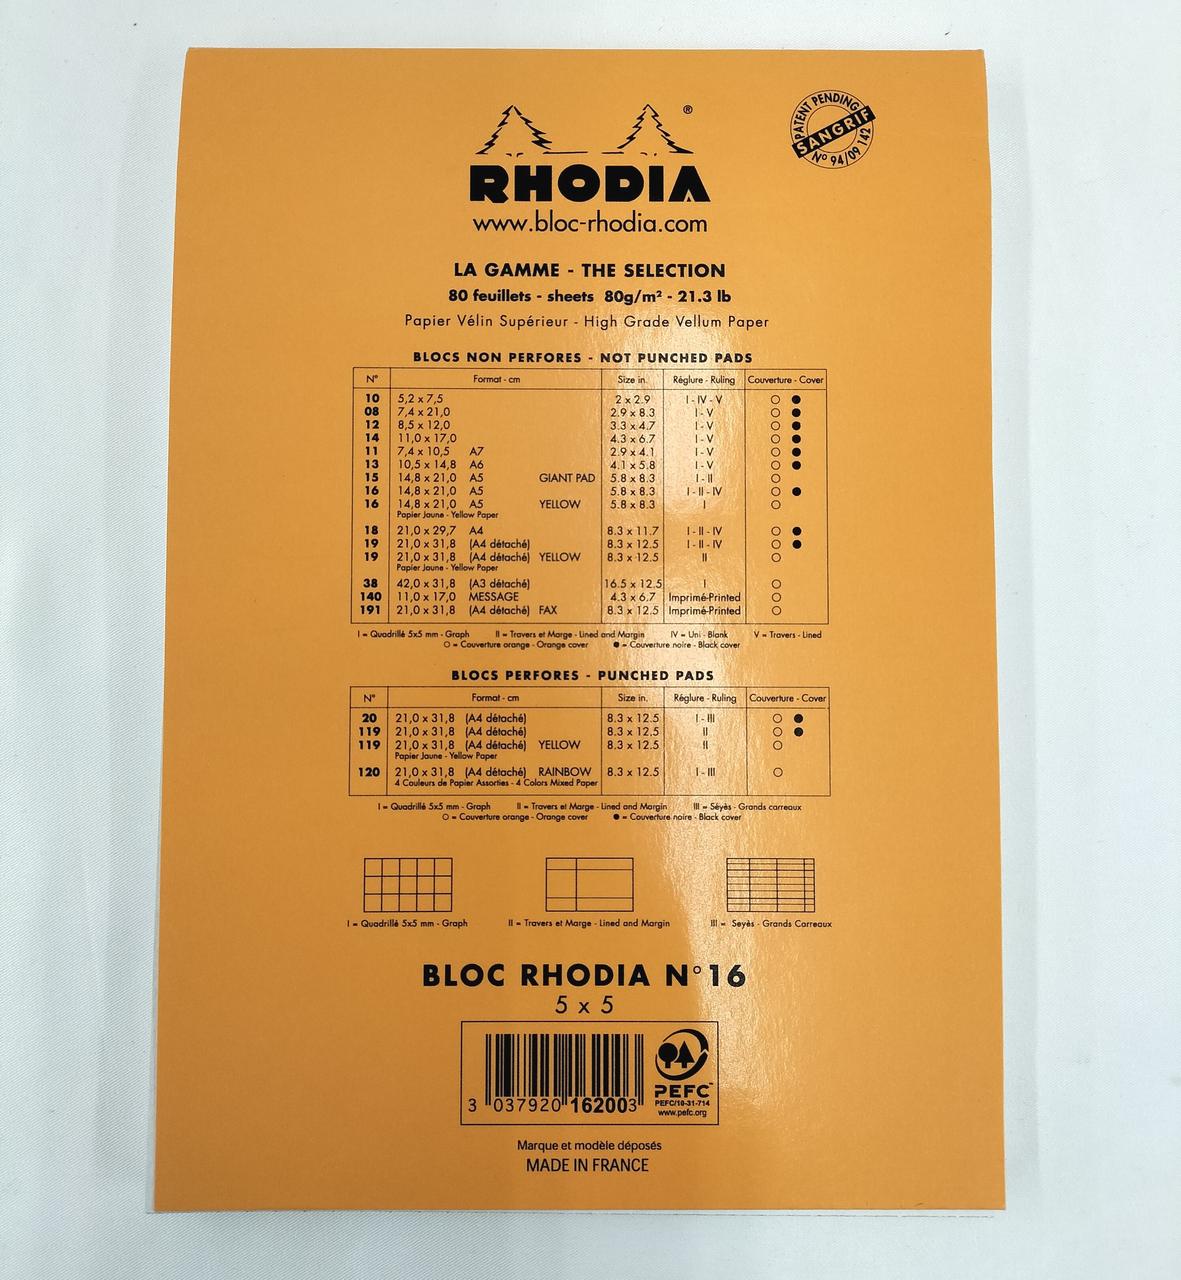 ®
PATENT PENDING
SANGRIF
N° 94/09 142
RHODIA
www.bloc-rhodia.com
LA GAMME - THE SELECTION
80 feuillets - sheets 80g/m² - 21.3 lb
Papier Vélin Supérieur - High Grade Vellum Paper
BLOCS NON PERFORES - NOT PUNCHED PADS
N° Format - cm Size in. Réglure - Ruling Couverture - Cover
10 5,2 x 7,5 2 x 2.9 I - IV - V ○ ●
08 7,4 x 21,0 2.9 x 8.3 I - V ○ ●
12 8,5 x 12,0 3.3 x 4.7 I - V ○ ●
14 11,0 x 17,0 4.3 x 6.7 I - V ○ ●
11 7,4 x 10,5 A7 2.9 x 4.1 I - V ○ ●
13 10,5 x 14,8 A6 4.1 x 5.8 I - V ○ ●
15 14,8 x 21,0 A5 GIANT PAD 5.8 x 8.3 I - II ○
16 14,8 x 21,0 A5 5.8 x 8.3 I - II - IV ○ ●
16 14,8 x 21,0 A5 YELLOW 5.8 x 8.3 I ○
Papier Jaune - Yellow Paper
18 21,0 x 29,7 A4 8.3 x 11.7 I - II - IV ○ ●
19 21,0 x 31,8 (A4 détaché) 8.3 x 12.5 I - II - IV ○ ●
19 21,0 x 31,8 (A4 détaché) YELLOW 8.3 x 12.5 II ○
Papier Jaune - Yellow Paper
38 42,0 x 31,8 (A3 détaché) 16.5 x 12.5 I ○
140 11,0 x 17,0 MESSAGE 4.3 x 6.7 Imprimé-Printed ○
191 21,0 x 31,8 (A4 détaché) FAX 8.3 x 12.5 Imprimé-Printed ○
I = Quadrillé 5x5 mm - Graph II = Travers et Marge - Lined and Margin IV = Uni - Blank V = Travers - Lined
○ = Couverture orange - Orange cover ● = Couverture noire - Black cover
BLOCS PERFORES - PUNCHED PADS
N° Format - cm Size in. Réglure - Ruling Couverture - Cover
20 21,0 x 31,8 (A4 détaché) 8.3 x 12.5 I - III ○ ●
119 21,0 x 31,8 (A4 détaché) 8.3 x 12.5 II ○ ●
119 21,0 x 31,8 (A4 détaché) YELLOW 8.3 x 12.5 II ○
Papier Jaune - Yellow Paper
120 21,0 x 31,8 (A4 détaché) RAINBOW 8.3 x 12.5 I - III ○
4 Couleurs de Papier Assorties - 4 Colors Mixed Paper
I = Quadrillé 5x5 mm - Graph II = Travers et Marge - Lined and Margin III = Séyès - Grands carreaux
○ = Couverture orange - Orange cover ● = Couverture noire - Black cover
I = Quadrillé 5x5 mm - Graph II = Travers et Marge - Lined and Margin III = Seyès - Grands Carreaux
BLOC RHODIA N° 16
5 x 5
3 037920 162003
PEFC™
PEFC/10-31-714
www.pefc.org
Marque et modèle déposés
MADE IN FRANCE